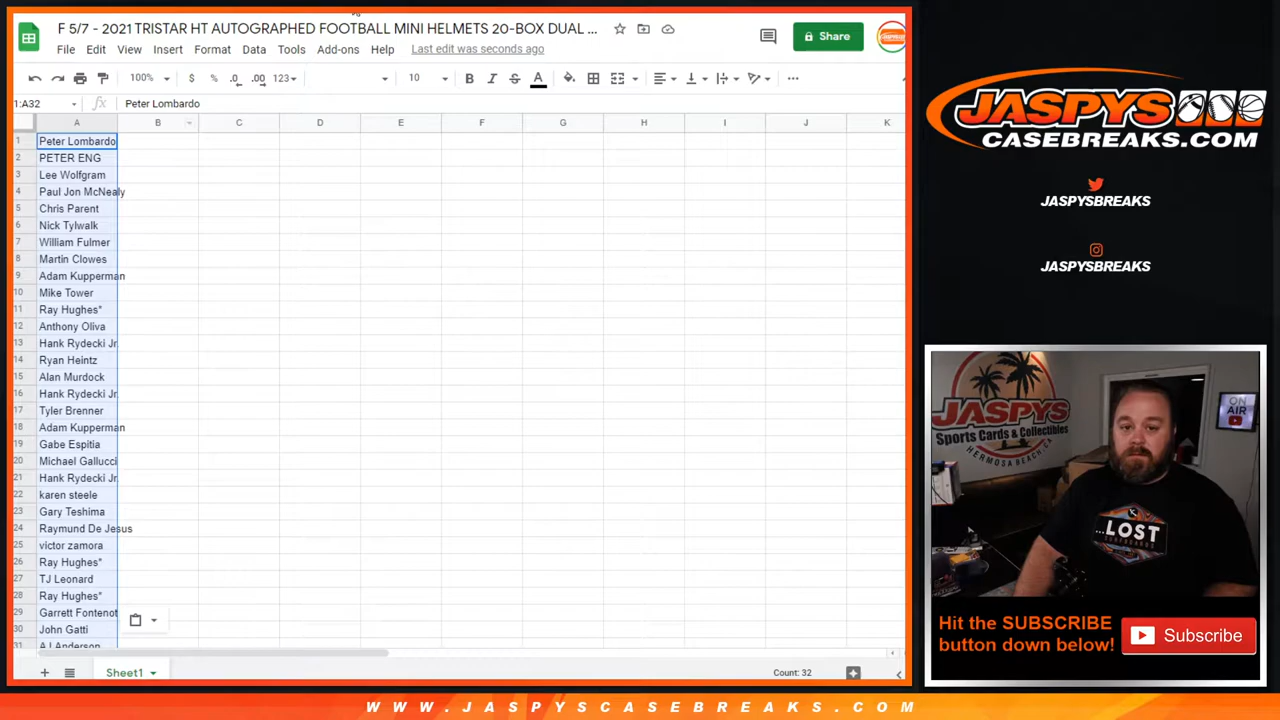 F 5/7 - 2021 TRISTAR HT AUTOGRAPHED FOOTBALL MINI HELMETS 20-BOX DUAL ...
Share
File Edit View Insert Format Data Tools Add-ons Help Last edit was seconds ago
100% $ % .0 .00 123 10 B I S A
1:A32 fx Peter Lombardo
A B C D E F G H I J K
1 Peter Lombardo
2 PETER ENG
3 Lee Wolfgram
4 Paul Jon McNealy
5 Chris Parent
6 Nick Tylwalk
7 William Fulmer
8 Martin Clowes
9 Adam Kupperman
10 Mike Tower
11 Ray Hughes*
12 Anthony Oliva
13 Hank Rydecki Jr.
14 Ryan Heintz
15 Alan Murdock
16 Hank Rydecki Jr.
17 Tyler Brenner
18 Adam Kupperman
19 Gabe Espitia
20 Michael Gallucci
21 Hank Rydecki Jr.
22 karen steele
23 Gary Teshima
24 Raymund De Jesus
25 victor zamora
26 Ray Hughes*
27 TJ Leonard
28 Ray Hughes*
29 Garrett Fontenot
30 John Gatti
31 AJ Anderson
Sheet1
Count: 32
JASPYS
CASEBREAKS.COM
JASPYSBREAKS
JASPYSBREAKS
JASPYS
Sports Cards & Collectibles
HERMOSA BEACH, CA
ON
AIR
...LOST
SURFBOARDS
Hit the SUBSCRIBE
button down below!
Subscribe
WWW.JASPYSCASEBREAKS.COM